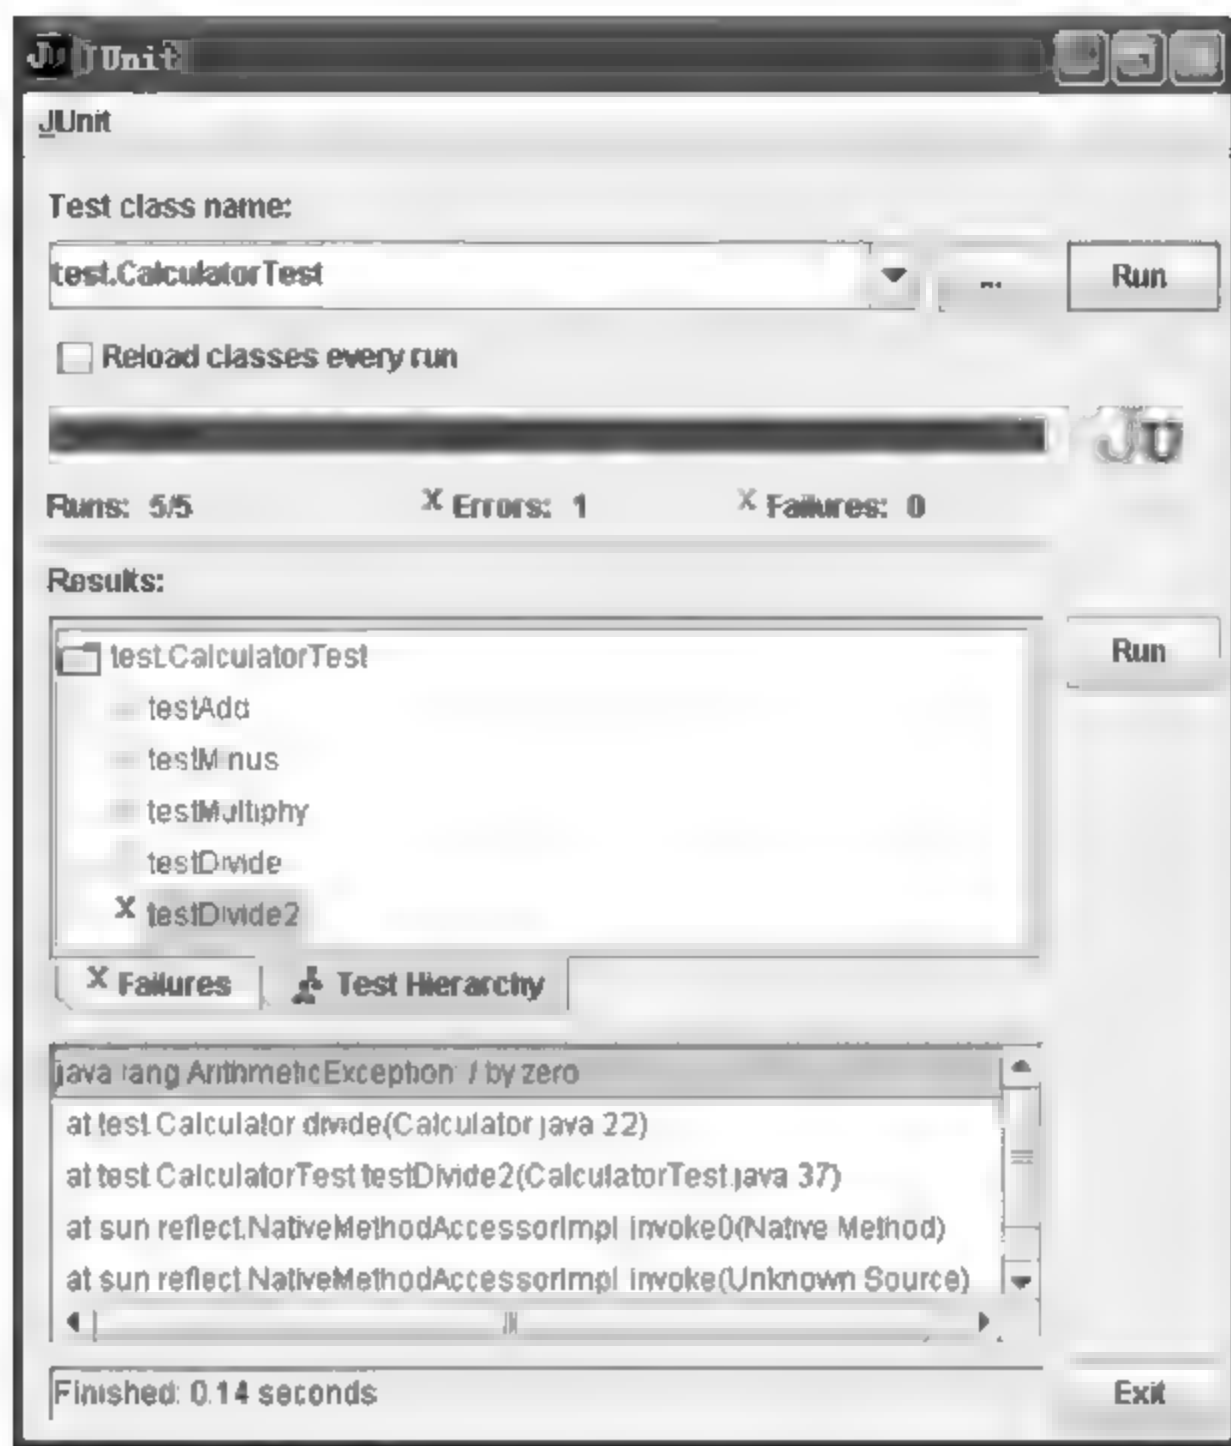 JUnit
JUnit
Test class name:
test.CalculatorTest
... Run
Reload classes every run
JU
Runs: 5/5 X Errors: 1 X Failures: 0
Results:
test.CalculatorTest
Run
testAdd
testMinus
testMultiphy
testDivide
X testDivide2
X Failures Test Hierarchy
java.lang.ArithmeticException: / by zero
at test.Calculator.divide(Calculator.java:22)
at test.CalculatorTest.testDivide2(CalculatorTest.java:37)
at sun.reflect.NativeMethodAccessorImpl.invoke0(Native Method)
at sun.reflect.NativeMethodAccessorImpl.invoke(Unknown Source)
Finished: 0.14 seconds
Exit